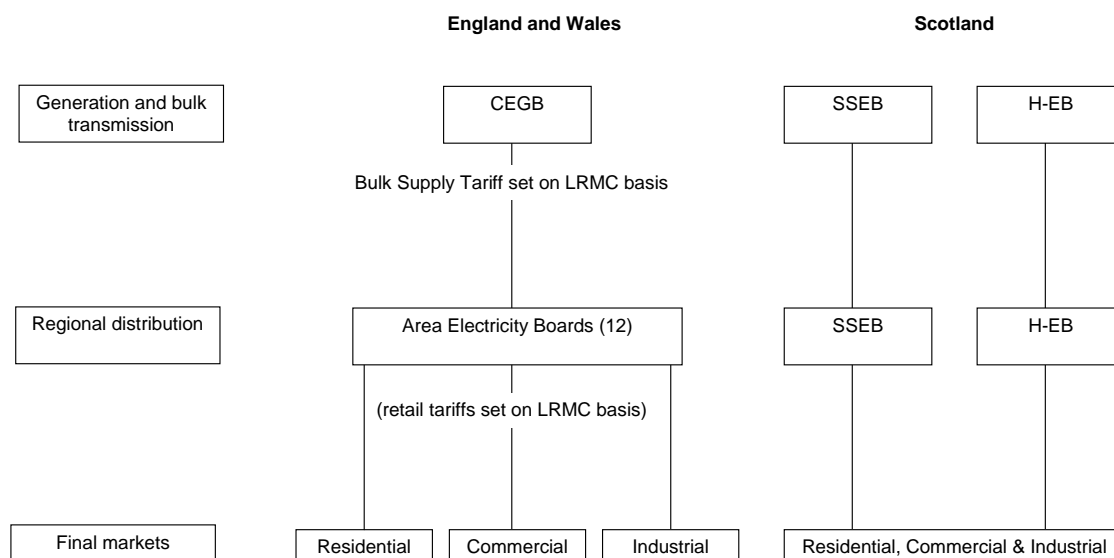 England and Wales
Scotland
Generation and bulk
transmission
CEGB
SSEB
H-EB
Bulk Supply Tariff set on LRMC basis
Regional distribution
Area Electricity Boards (12)
SSEB
H-EB
(retail tariffs set on LRMC basis)
Final markets
Residential
Commercial
Industrial
Residential, Commercial & Industrial